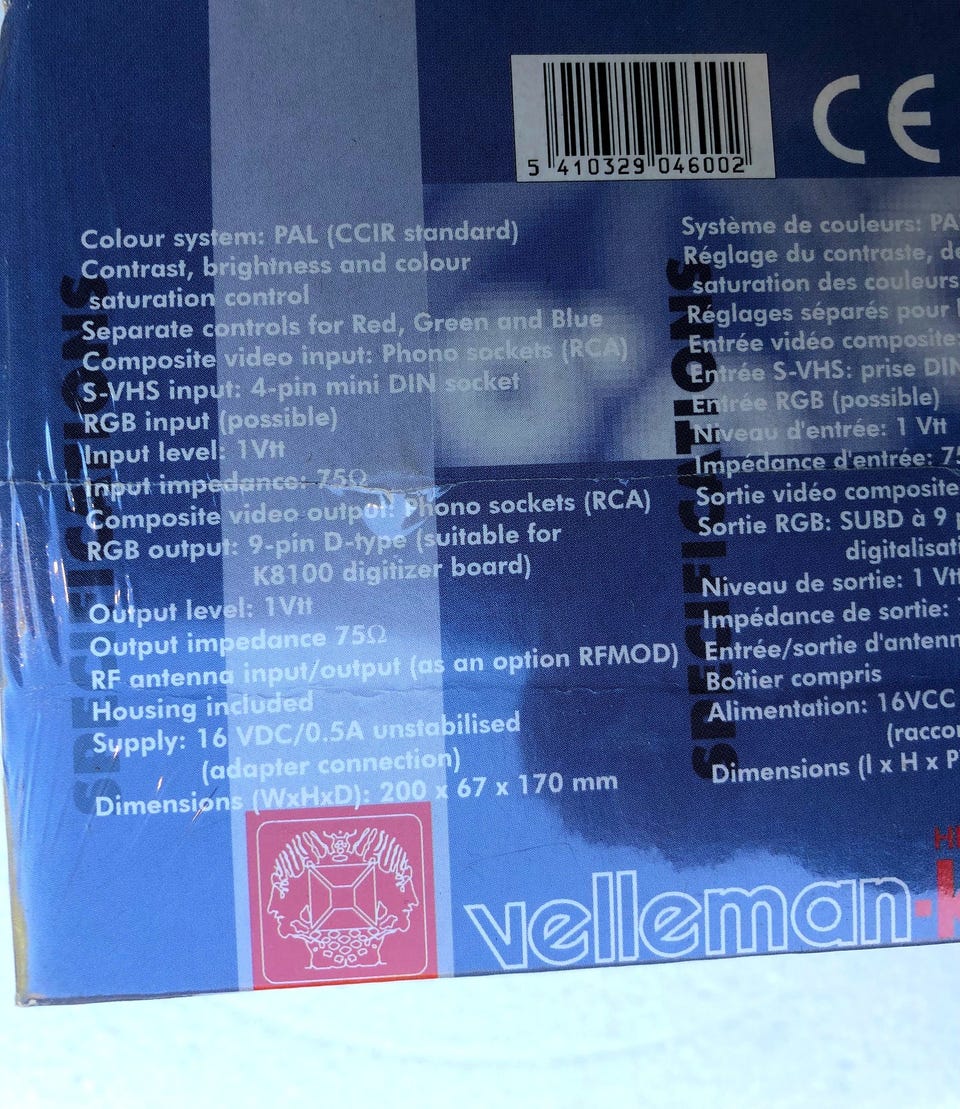 5 410329 046002
CE
SPECIFICATIONS
Colour system: PAL (CCIR standard)
Contrast, brightness and colour
saturation control
Separate controls for Red, Green and Blue
Composite video input: Phono sockets (RCA)
S-VHS input: 4-pin mini DIN socket
RGB input (possible)
Input level: 1Vtt
Input impedance: 75Ω
Composite video output: Phono sockets (RCA)
RGB output: 9-pin D-type (suitable for
K8100 digitizer board)
Output level: 1Vtt
Output impedance 75Ω
RF antenna input/output (as an option RFMOD)
Housing included
Supply: 16 VDC/0.5A unstabilised
(adapter connection)
Dimensions (WxHxD): 200 x 67 x 170 mm
SPECIFICATIONS
Système de couleurs:
Réglage du contraste,
saturation des couleurs
Réglages séparés pour
Entrée vidéo composite:
Entrée S-VHS: prise DIN
Entrée RGB (possible)
Niveau d'entrée: 1 Vtt
Impédance d'entrée: 75
Sortie vidéo composite
Sortie RGB: SUBD à 9
Niveau de sortie: 1 Vtt
Impédance de sortie:
Entrée/sortie
Boîtier compris
Alimentation: 16VCC
Dimensions (l x H x P
velleman